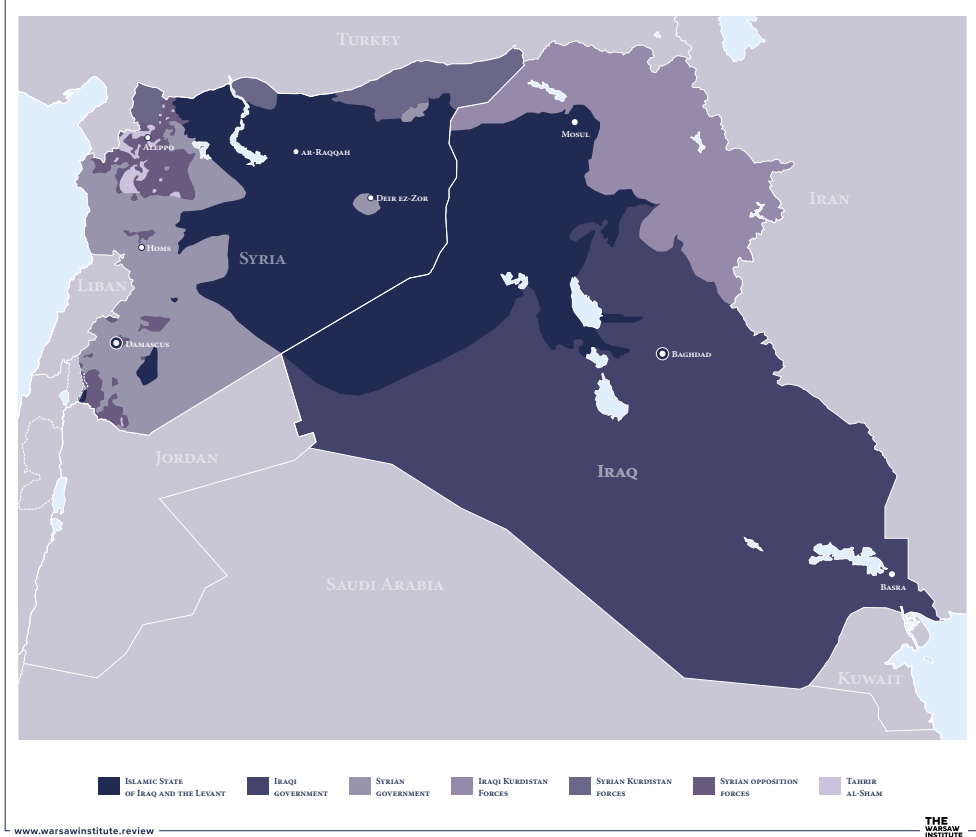 Turkey
Mosul
Aleppo
ar-Raqqah
Iran
Deir ez-Zor
Homs
Syria
Liban
Damascus
Baghdad
Jordan
Iraq
Saudi Arabia
Basra
Kuwait
Islamic State
of Iraq and the Levant
Iraqi
government
Syrian
government
Iraqi Kurdistan
Forces
Syrian Kurdistan
forces
Syrian opposition
forces
Tahrir
al-Sham
www.warsawinstitute.review
THE
WARSAW
INSTITUTE